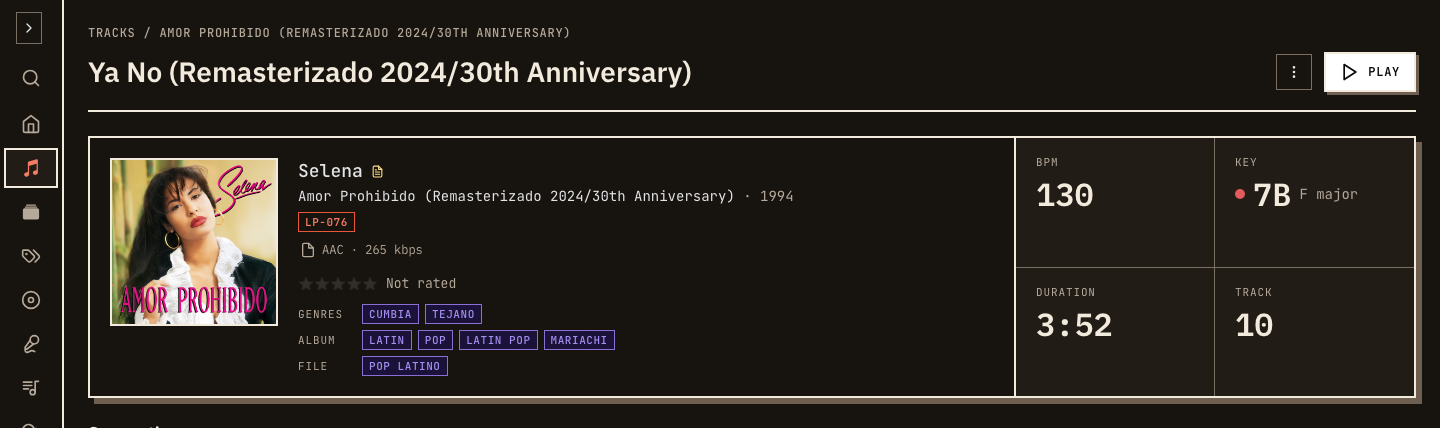 TRACKS / AMOR PROHIBIDO (REMASTERIZADO 2024/30TH ANNIVERSARY)
Ya No (Remasterizado 2024/30th Anniversary)
PLAY
Selena
AMOR PROHIBIDO
Selena
Amor Prohibido (Remasterizado 2024/30th Anniversary) · 1994
LP-076
AAC · 265 kbps
Not rated
GENRES CUMBIA TEJANO
ALBUM LATIN POP LATIN POP MARIACHI
FILE POP LATINO
BPM
130
KEY
7B F major
DURATION
3:52
TRACK
10